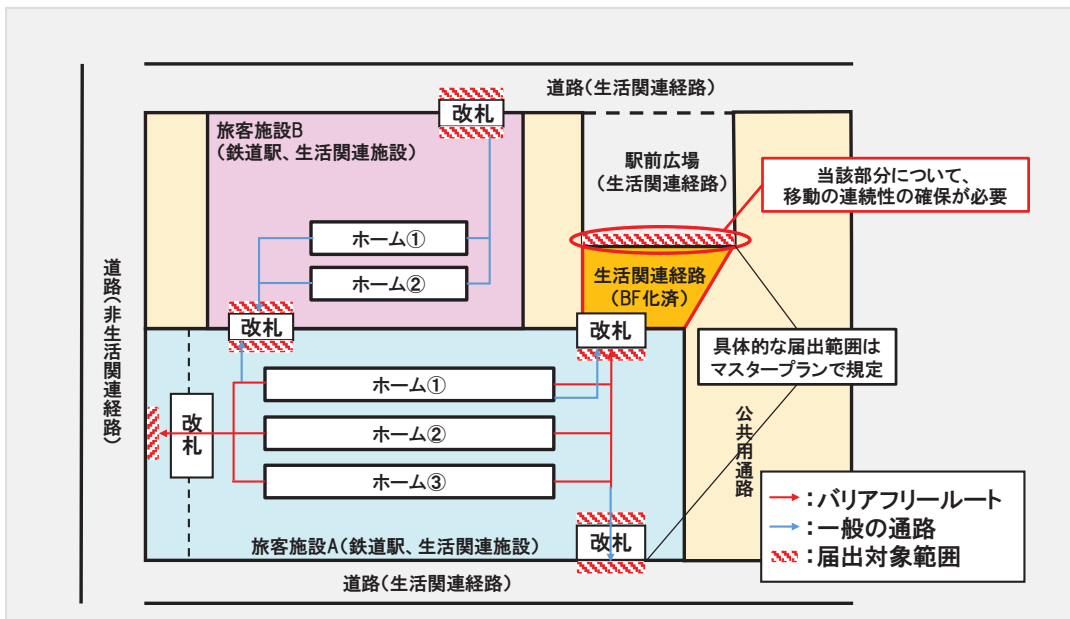 道路(生活関連経路)
改札
旅客施設B
(鉄道駅、生活関連施設)
駅前広場
(生活関連経路)
当該部分について、
移動の連続性の確保が必要
ホーム①
ホーム②
生活関連経路
(BF化済)
道路(非生活関連経路)
改札
改札
具体的な届出範囲は
マスタープランで規定
ホーム①
改札
ホーム②
公共用通路
ホーム③
:バリアフリールート
:一般の通路
:届出対象範囲
旅客施設A(鉄道駅、生活関連施設)
改札
道路(生活関連経路)